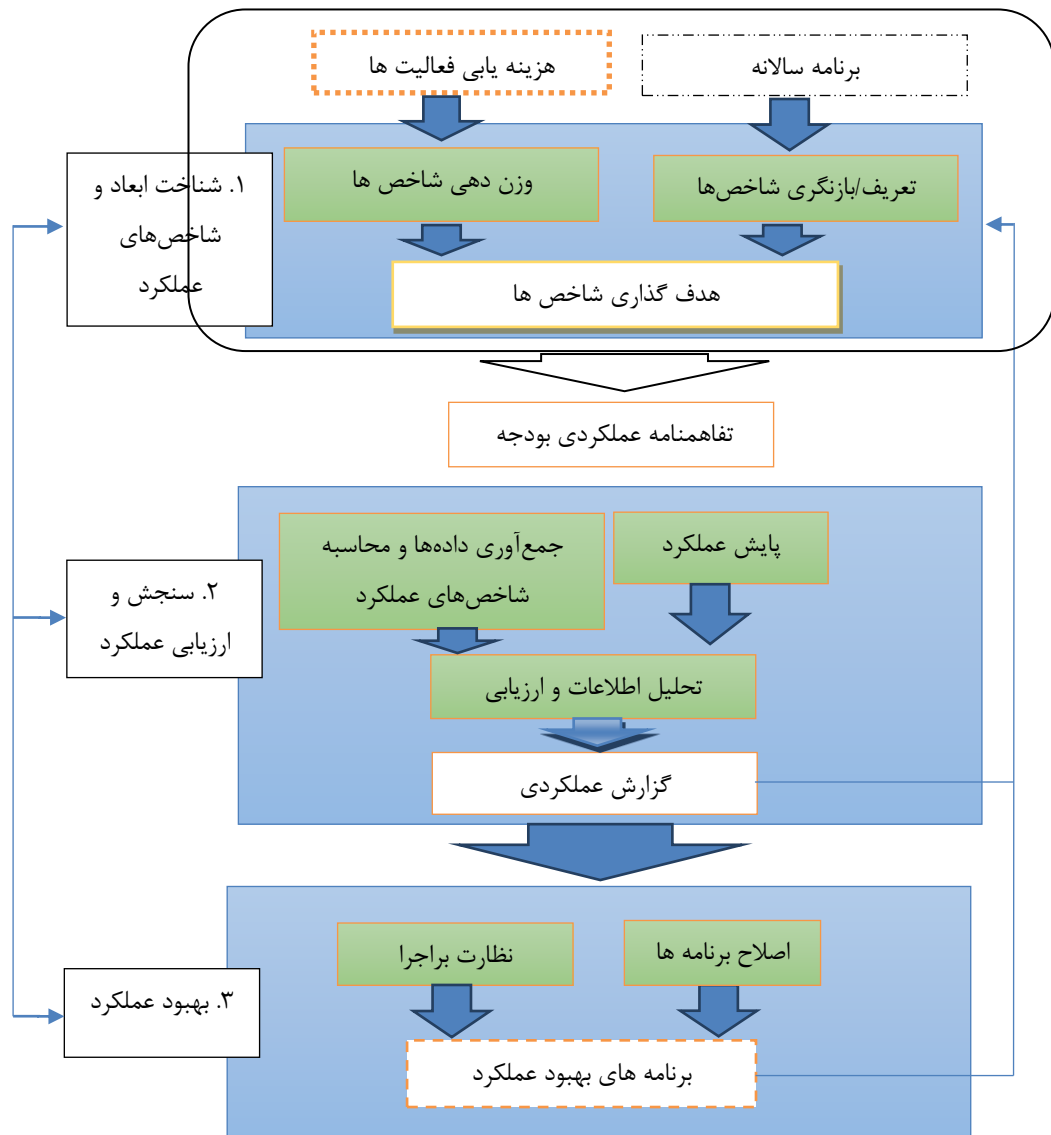 برنامه سالانه
هزینه یابی فعالیت ها
تعریف/بازنگری شاخص‌ها
وزن دهی شاخص ها
هدف گذاری شاخص ها
۱. شناخت ابعاد و
شاخص‌های
عملکرد
تفاهمنامه عملکردی بودجه
پایش عملکرد
جمع‌آوری داده‌ها و محاسبه
شاخص‌های عملکرد
تحلیل اطلاعات و ارزیابی
گزارش عملکردی
۲. سنجش و
ارزیابی عملکرد
اصلاح برنامه ها
نظارت براجرا
برنامه های بهبود عملکرد
۳. بهبود عملکرد